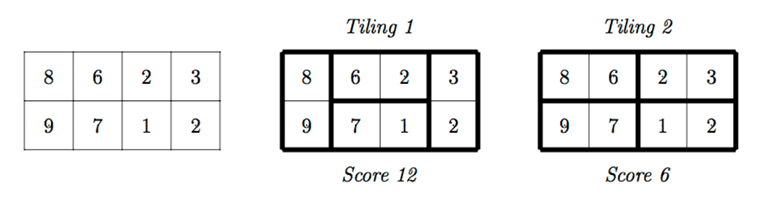 Tiling 1 Tiling 2
8 6 2 3 8 6 2 3 8 6 2 3
9 7 1 2 9 7 1 2 9 7 1 2
Score 12 Score 6